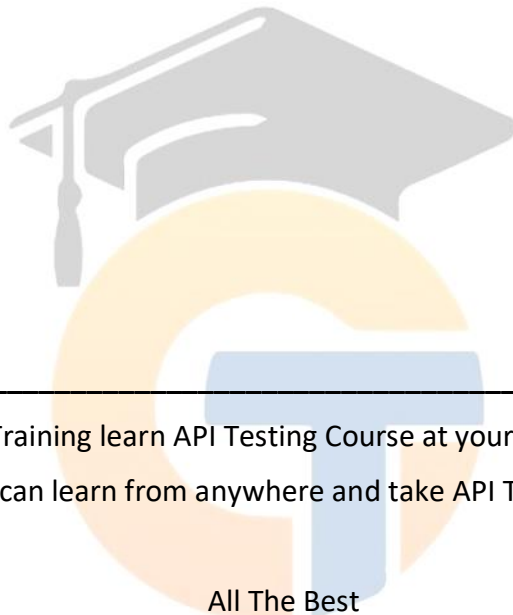 Training learn API Testing Course at your
can learn from anywhere and take API T
All The Best